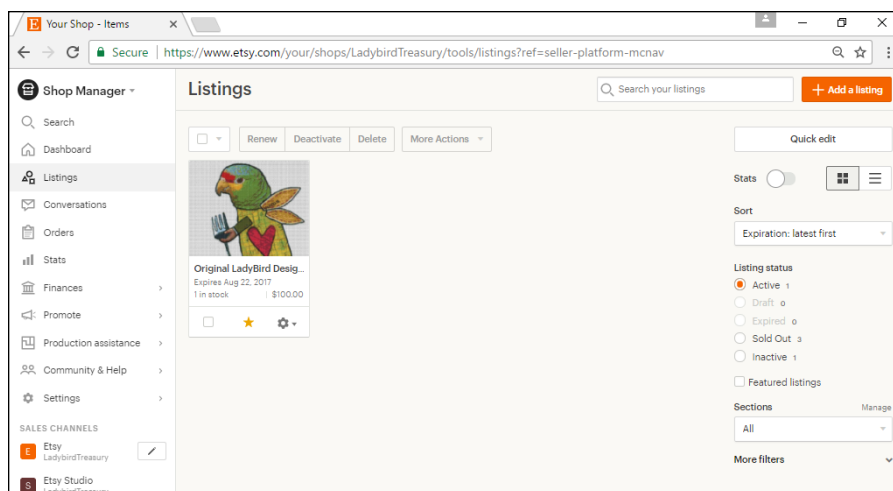 Your Shop - Items
Secure
https://www.etsy.com/your/shops/LadybirdTreasury/tools/listings?ref=seller-platform-mcnav
Shop Manager
Search
Dashboard
Listings
Conversations
Orders
Stats
Finances
Promote
Production assistance
Community & Help
Settings
SALES CHANNELS
E Etsy
LadybirdTreasury
S Etsy Studio
LadybirdTreasury
Listings
Search your listings
+ Add a listing
Renew Deactivate Delete More Actions
Original LadyBird Desig...
Expires Aug 22, 2017
1 in stock $100.00
Quick edit
Stats
Sort
Expiration: latest first
Listing status
Active 1
Draft 0
Expired 0
Sold Out 3
Inactive 1
Featured listings
Sections Manage
All
More filters